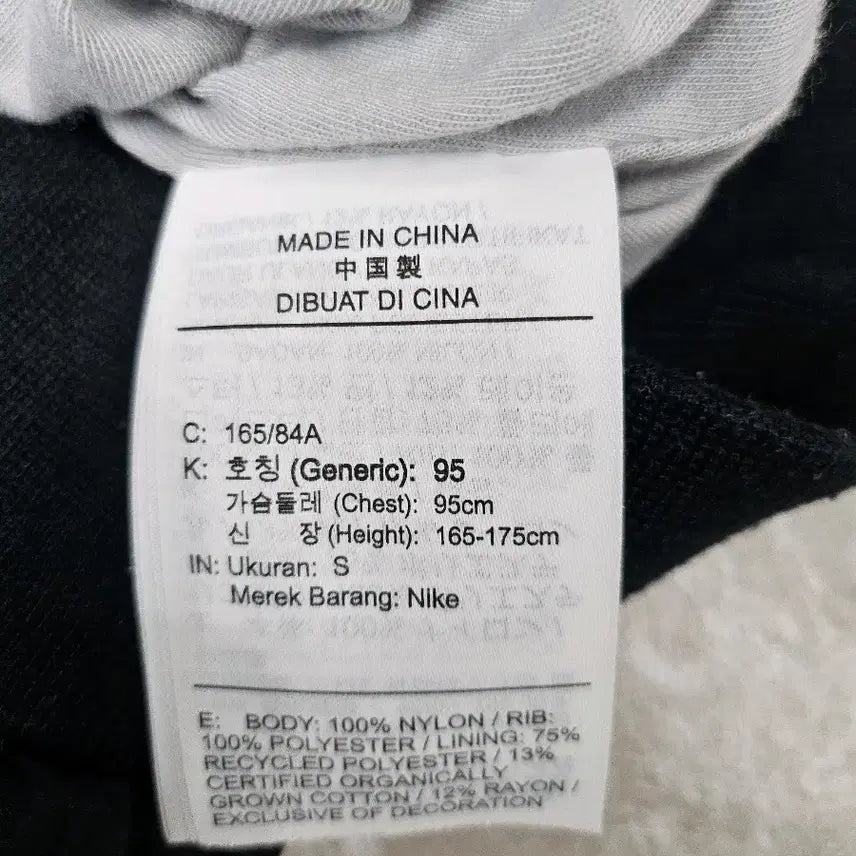 MADE IN CHINA
中国製
DIBUAT DI CINA
C: 165/84A
K: 호칭 (Generic): 95
가슴둘레 (Chest): 95cm
신 장 (Height): 165-175cm
IN: Ukuran: S
Merek Barang: Nike
E: BODY: 100% NYLON / RIB:
100% POLYESTER / LINING: 75%
RECYCLED POLYESTER / 13%
CERTIFIED ORGANICALLY
GROWN COTTON / 12% RAYON /
EXCLUSIVE OF DECORATION